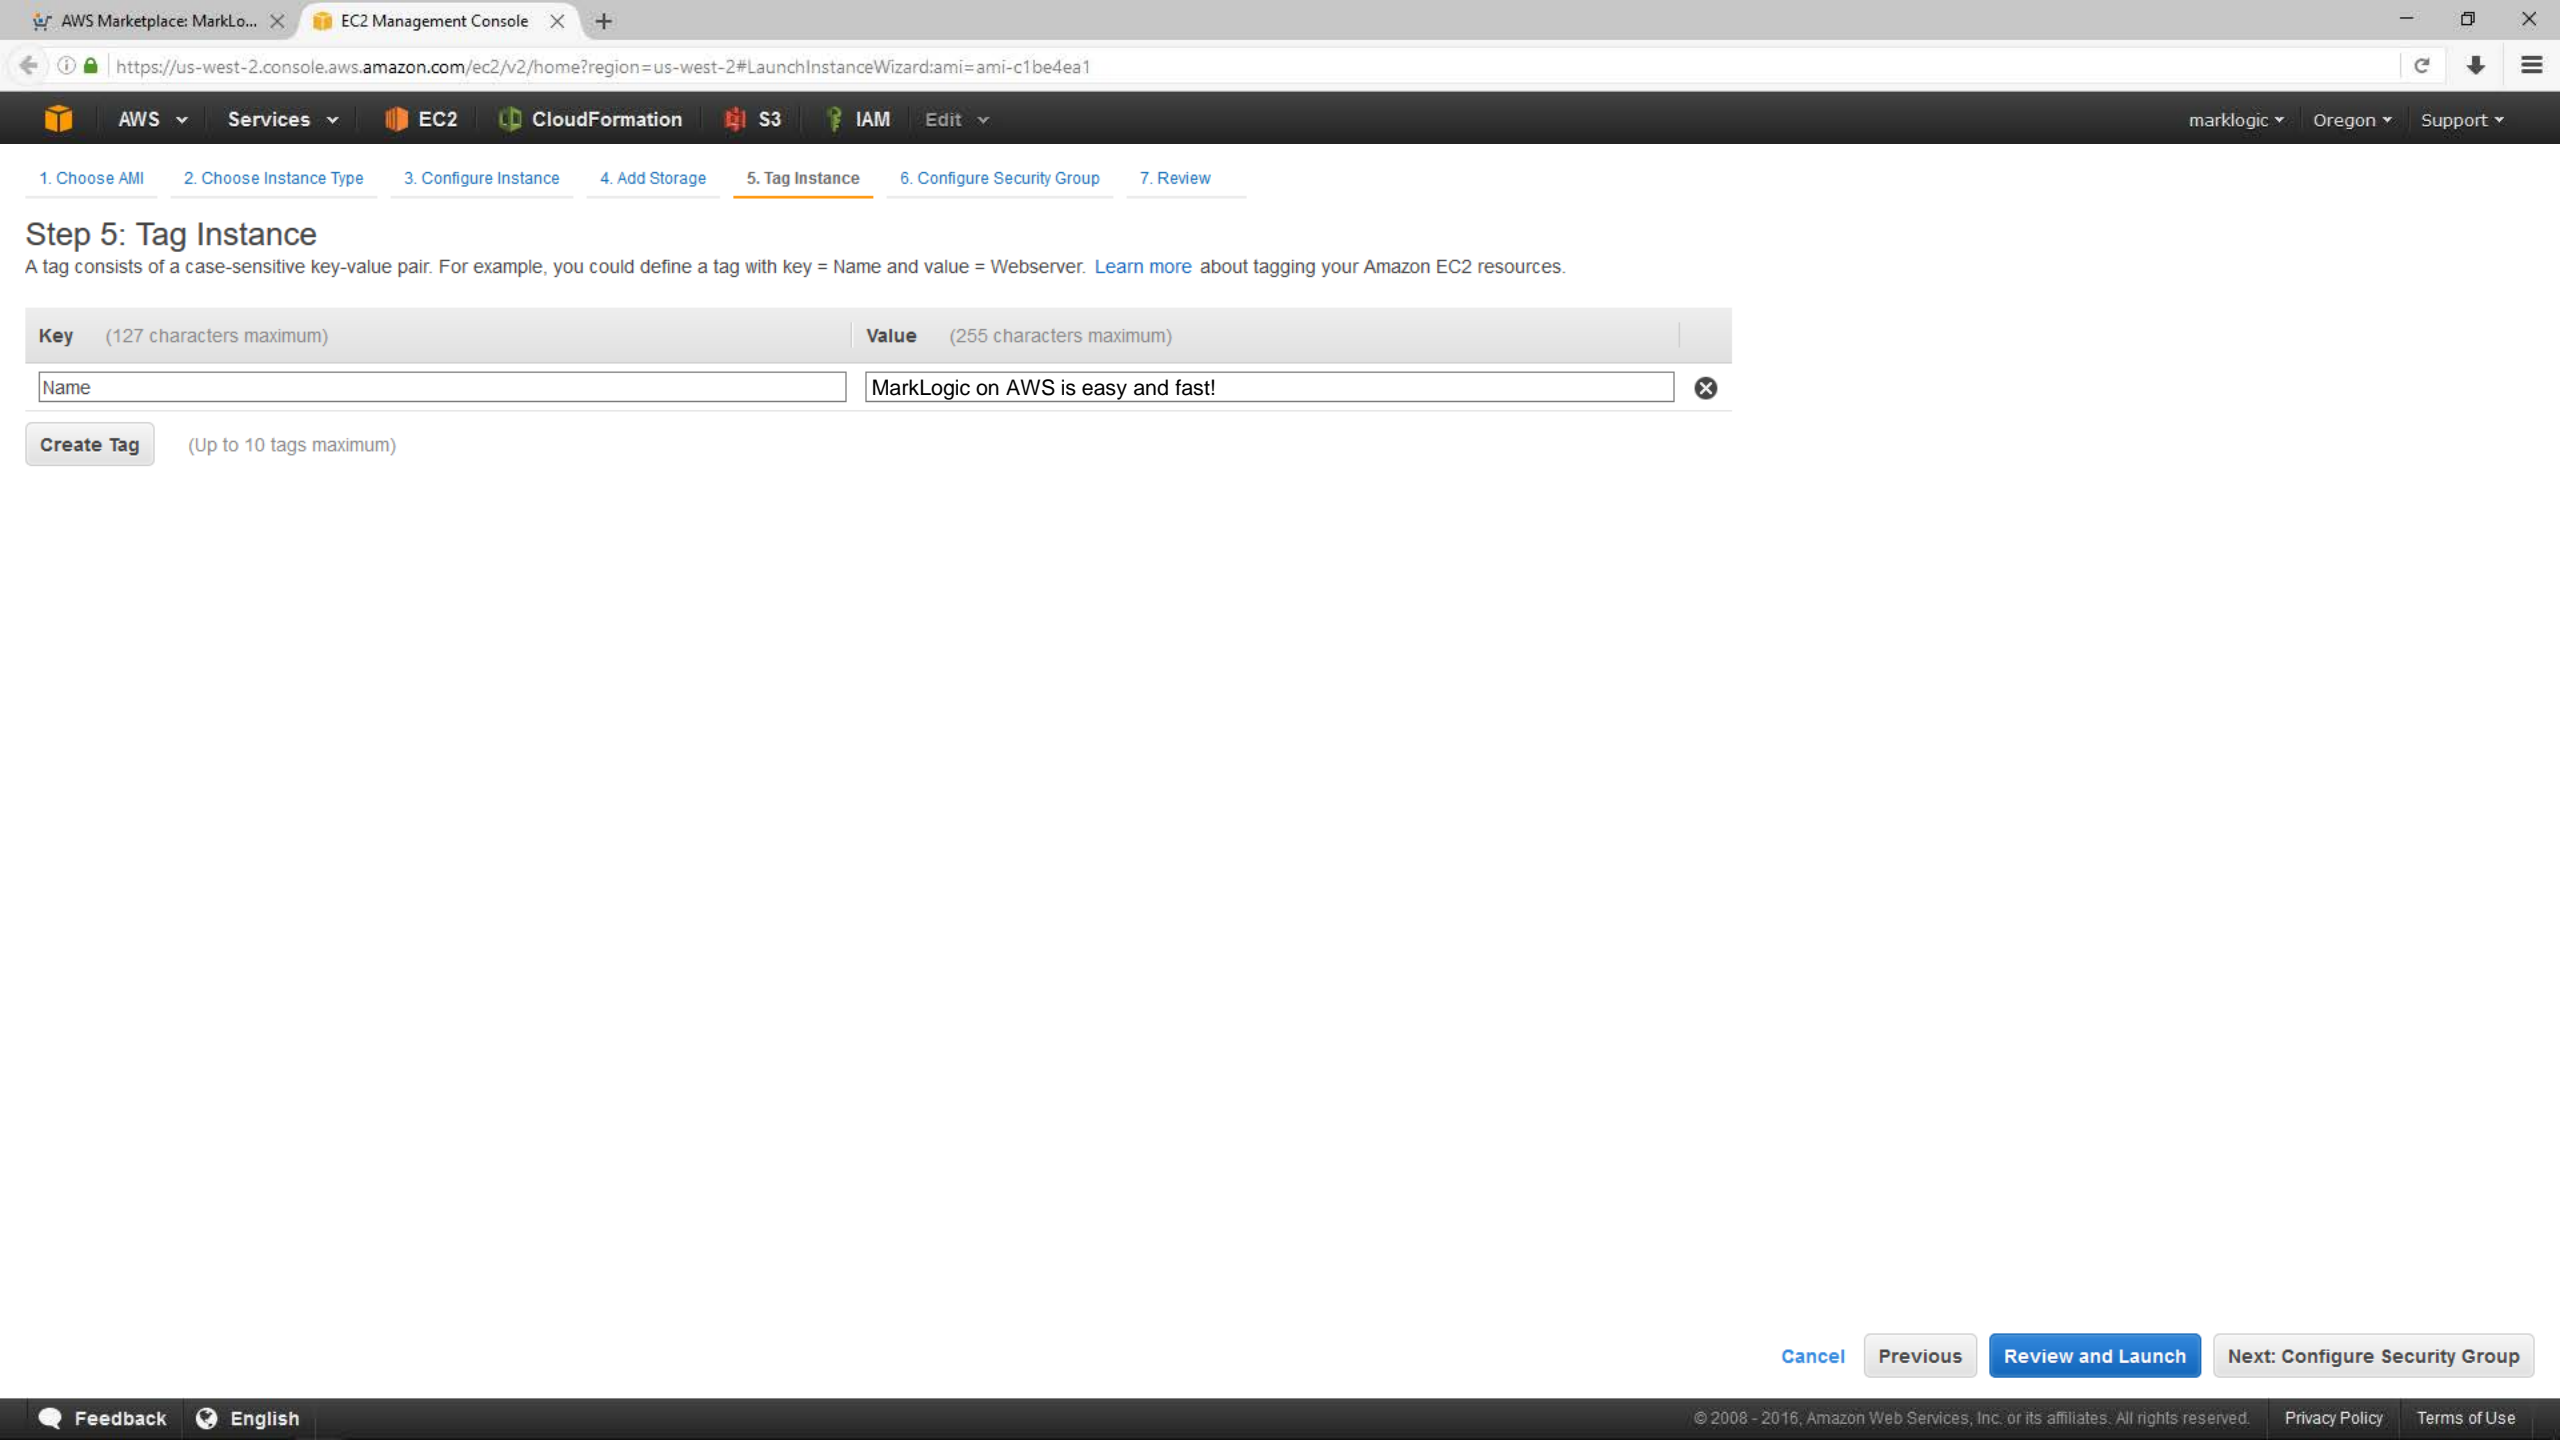 AWS Marketplace: MarkLo... EC2 Management Console
https://us-west-2.console.aws.amazon.com/ec2/v2/home?region=us-west-2#LaunchInstanceWizard:ami=ami-c1be4ea1
AWS Services EC2 CloudFormation S3 IAM Edit marklogic Oregon Support
1. Choose AMI 2. Choose Instance Type 3. Configure Instance 4. Add Storage 5. Tag Instance 6. Configure Security Group 7. Review
Step 5: Tag Instance
A tag consists of a case-sensitive key-value pair. For example, you could define a tag with key = Name and value = Webserver. Learn more about tagging your Amazon EC2 resources.
Key (127 characters maximum) Value (255 characters maximum)
Name MarkLogic on AWS is easy and fast!
Create Tag (Up to 10 tags maximum)
Cancel Previous Review and Launch Next: Configure Security Group
Feedback English © 2008 - 2016, Amazon Web Services, Inc. or its affiliates. All rights reserved. Privacy Policy Terms of Use